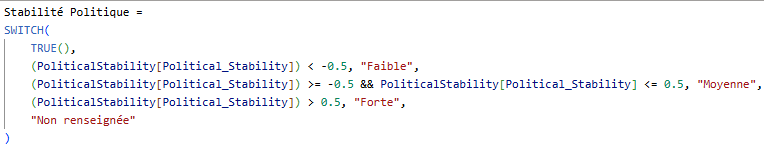 Stabilité Politique =
SWITCH(
    TRUE(),
    (PoliticalStability[Political_Stability]) < -0.5, "Faible",
    (PoliticalStability[Political_Stability]) >= -0.5 && PoliticalStability[Political_Stability] <= 0.5, "Moyenne",
    (PoliticalStability[Political_Stability]) > 0.5, "Forte",
    "Non renseignée"
)